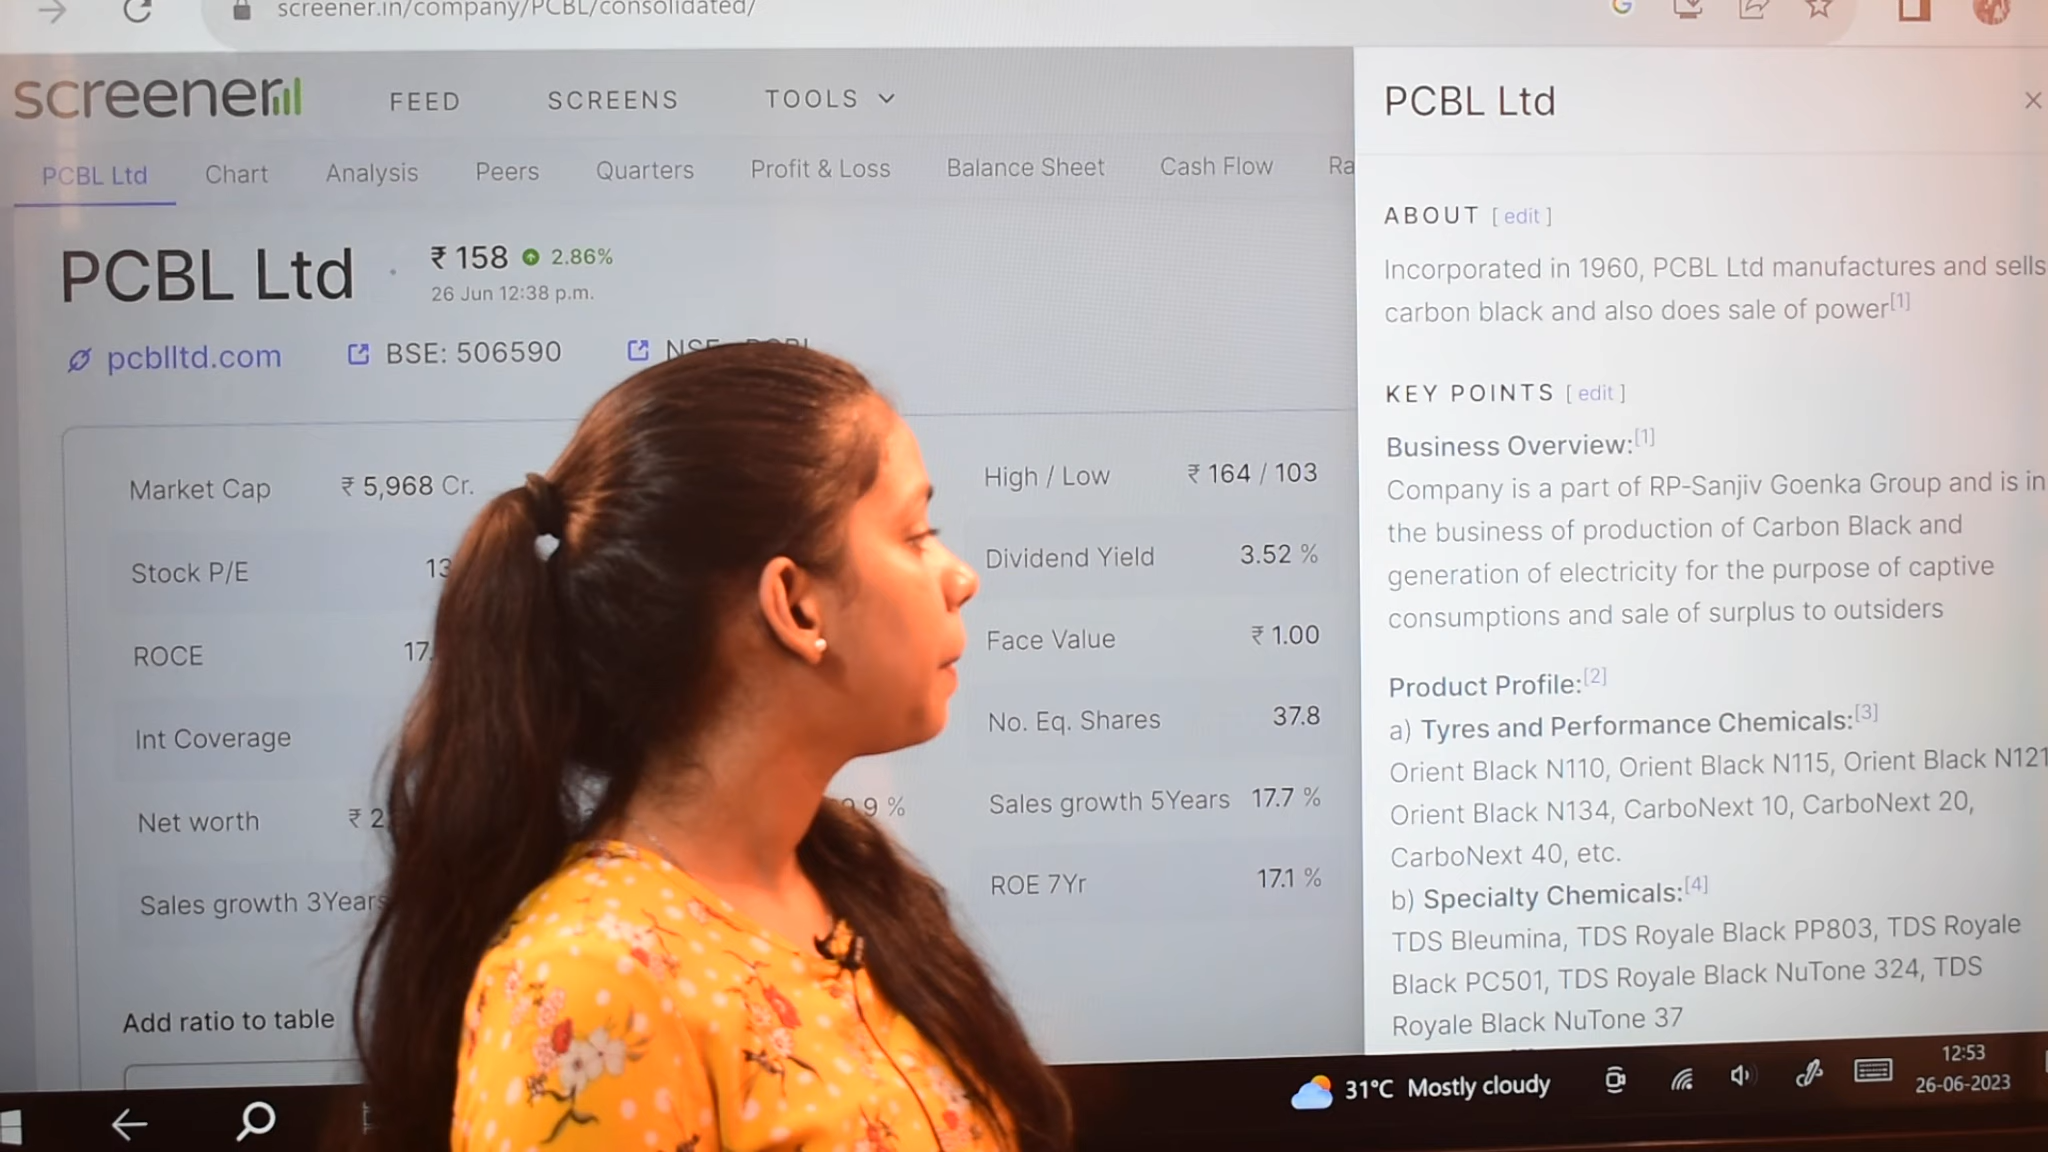 screener.in/company/PCBL/consolidated/
screener
FEED SCREENS TOOLS
PCBL Ltd Chart Analysis Peers Quarters Profit & Loss Balance Sheet Cash Flow
PCBL Ltd
₹ 158 2.86%
26 Jun 12:38 p.m.
pcblltd.com BSE: 506590
Market Cap ₹ 5,968 Cr.
Stock P/E
ROCE
Int Coverage
Net worth
Sales growth 3Years
Add ratio to table
High / Low ₹ 164 / 103
Dividend Yield 3.52 %
Face Value ₹ 1.00
No. Eq. Shares 37.8
Sales growth 5Years 17.7 %
ROE 7Yr 17.1 %
PCBL Ltd
ABOUT [ edit ]
Incorporated in 1960, PCBL Ltd manufactures and sells
carbon black and also does sale of power[1]
KEY POINTS [ edit ]
Business Overview:[1]
Company is a part of RP-Sanjiv Goenka Group and is in
the business of production of Carbon Black and
generation of electricity for the purpose of captive
consumptions and sale of surplus to outsiders
Product Profile:[2]
a) Tyres and Performance Chemicals:[3]
Orient Black N110, Orient Black N115, Orient Black N121
Orient Black N134, CarboNext 10, CarboNext 20,
CarboNext 40, etc.
b) Specialty Chemicals:[4]
TDS Bleumina, TDS Royale Black PP803, TDS Royale
Black PC501, TDS Royale Black NuTone 324, TDS
Royale Black NuTone 37
31°C Mostly cloudy
12:53
26-06-2023